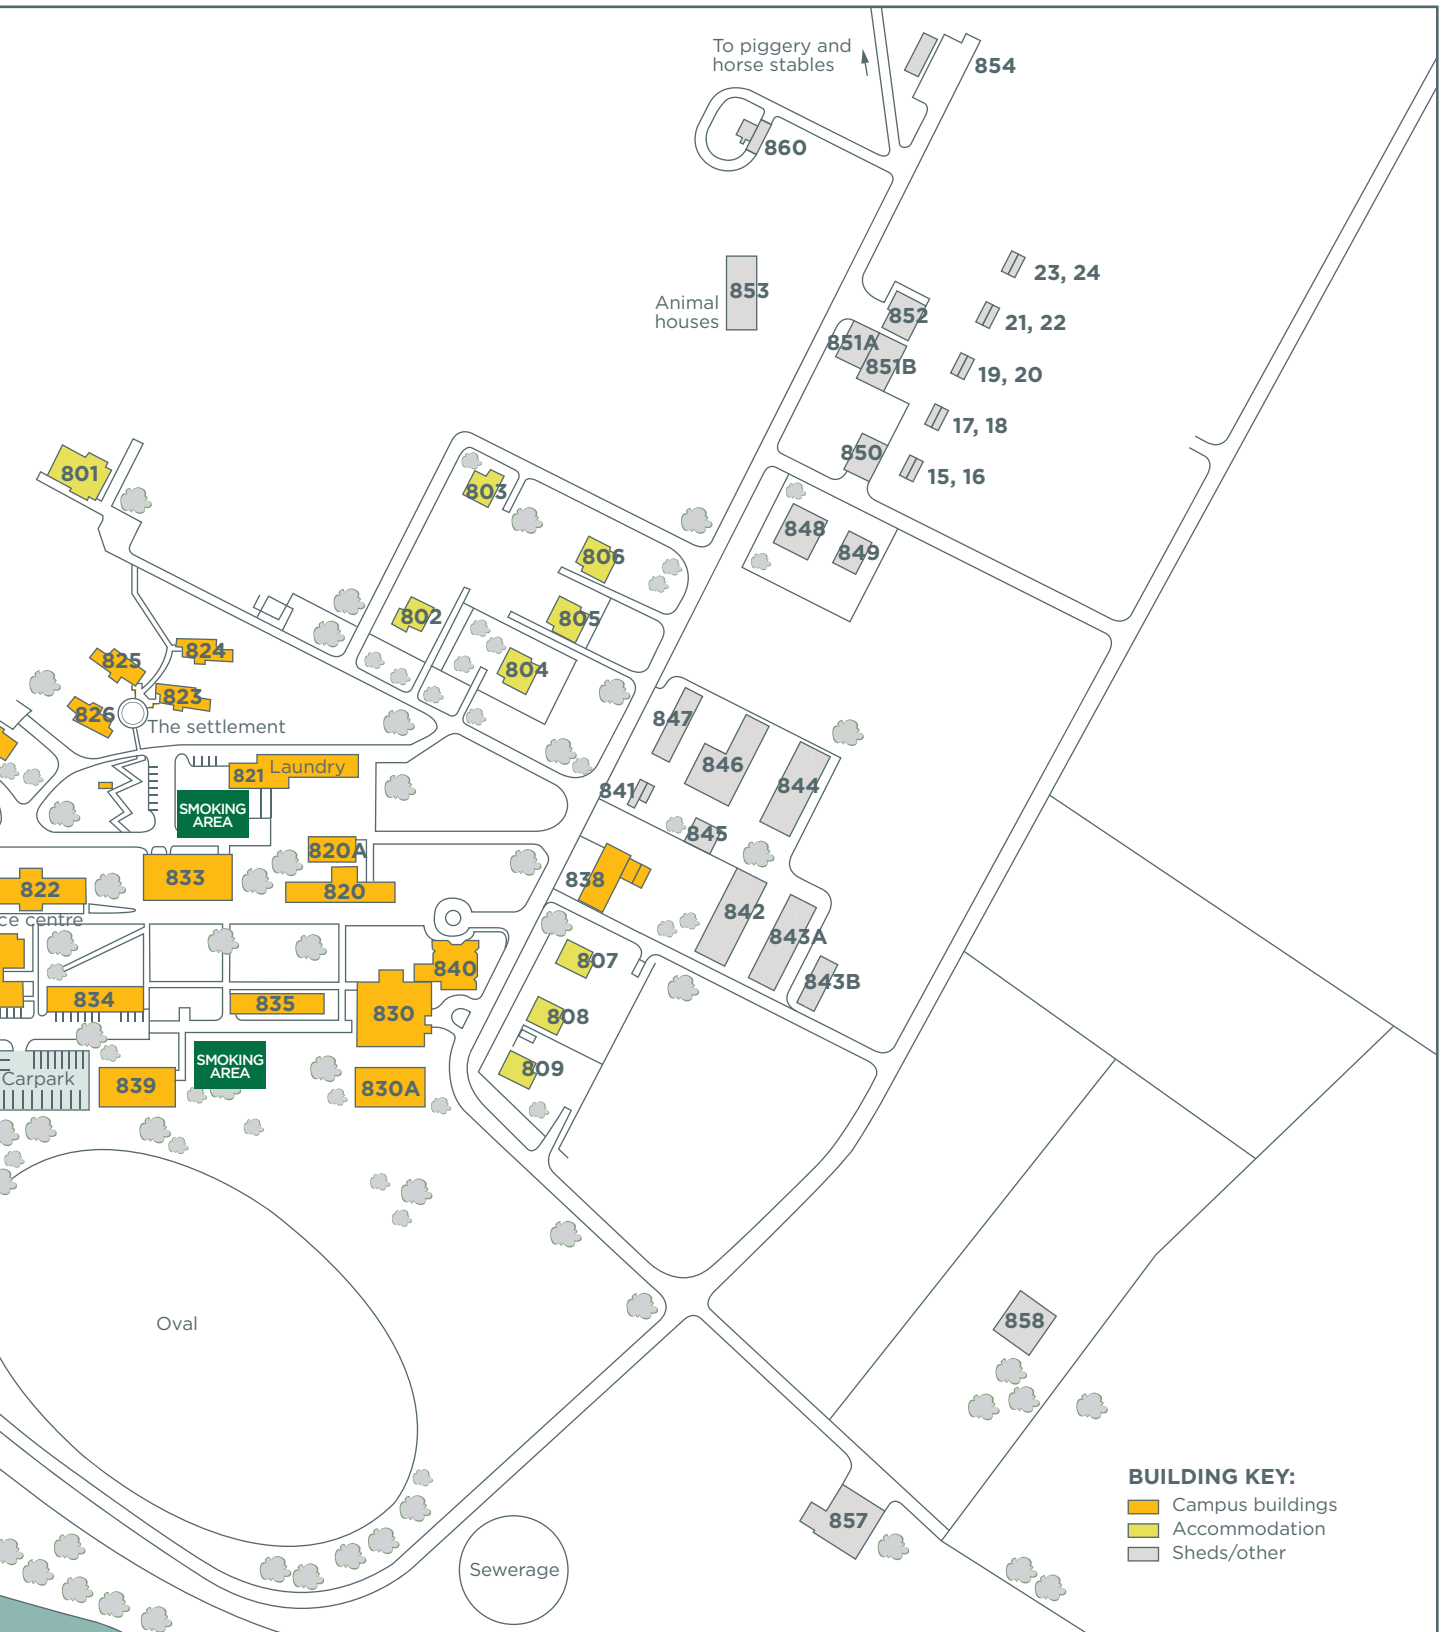 To piggery and
horse stables
854
860
23, 24
853
Animal
houses
852
21, 22
851A
851B
19, 20
17, 18
850
15, 16
801
803
848
849
806
802
805
804
825
824
823
826
The settlement
847
846
844
841
845
821
Laundry
SMOKING
AREA
820A
820
833
822
ce centre
838
842
843A
843B
807
840
834
835
830
808
809
SMOKING
AREA
Carpark
839
830A
Oval
858
857
Sewerage
BUILDING KEY:
Campus buildings
Accommodation
Sheds/other